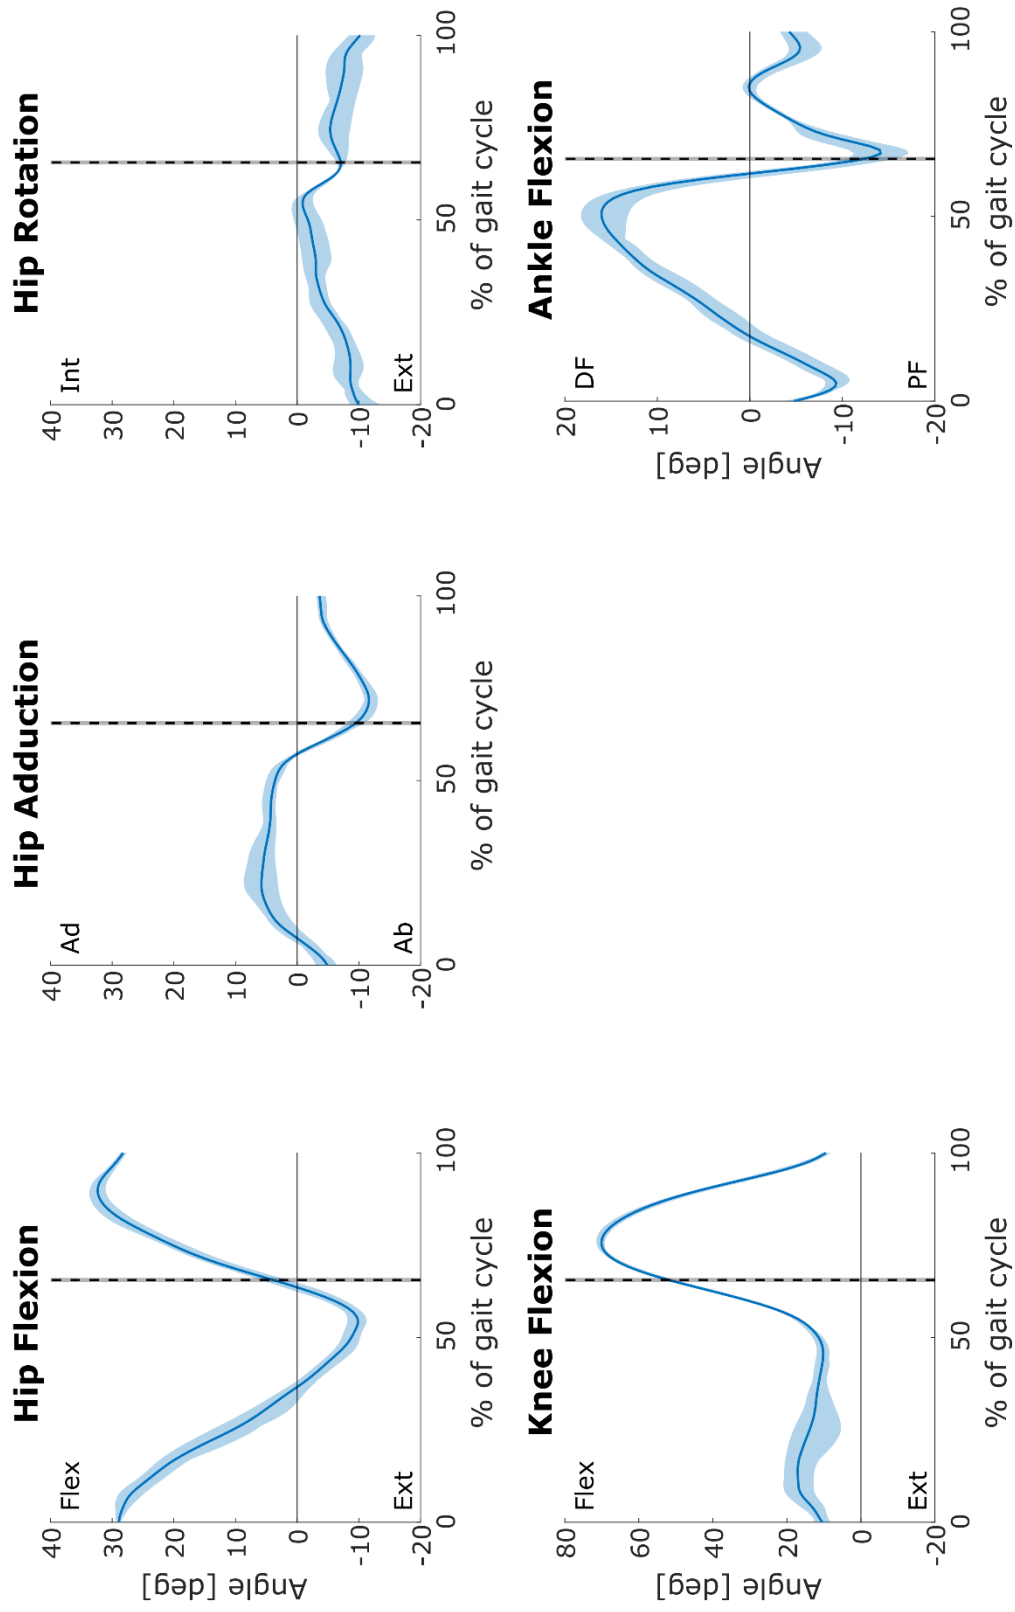 Hip Flexion
Flex
40
30
20
10
0
-10
-20
Angle [deg]
Ext
0
50
100
% of gait cycle
Hip Adduction
Ad
40
30
20
10
0
-10
-20
Ab
0
50
100
% of gait cycle
Hip Rotation
Int
40
30
20
10
0
-10
-20
Ext
0
50
100
% of gait cycle
Knee Flexion
Flex
80
60
40
20
0
-20
Angle [deg]
Ext
0
50
100
% of gait cycle
Ankle Flexion
DF
20
10
0
-10
-20
Angle [deg]
PF
0
50
100
% of gait cycle